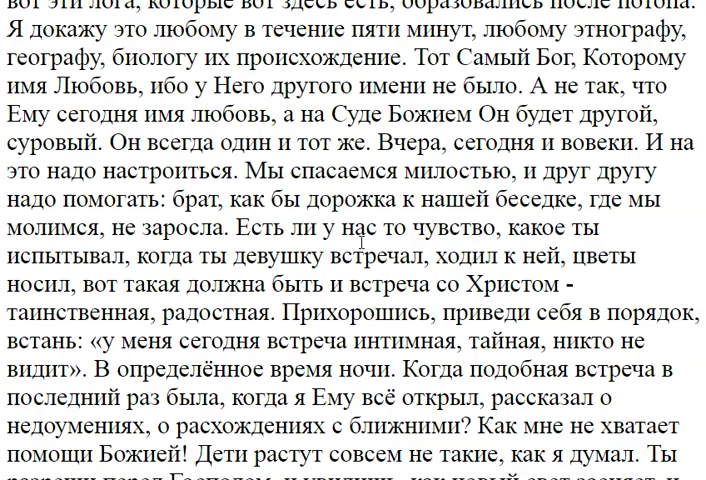 вот эти лога, которые вот здесь есть, образовались после потопа.
Я докажу это любому в течение пяти минут, любому этнографу,
географу, биологу их происхождение. Тот Самый Бог, Которому
имя Любовь, ибо у Него другого имени не было. А не так, что
Ему сегодня имя любовь, а на Суде Божием Он будет другой,
суровый. Он всегда один и тот же. Вчера, сегодня и вовеки. И на
это надо настроиться. Мы спасаемся милостью, и друг другу
надо помогать: брат, как бы дорожка к нашей беседке, где мы
молимся, не заросла. Есть ли у нас то чувство, какое ты
испытывал, когда ты девушку встречал, ходил к ней, цветы
носил, вот такая должна быть и встреча со Христом -
таинственная, радостная. Прихорошись, приведи себя в порядок,
встань: «у меня сегодня встреча интимная, тайная, никто не
видит». В определённое время ночи. Когда подобная встреча в
последний раз была, когда я Ему всё открыл, рассказал о
недоумениях, о расхождениях с ближними? Как мне не хватает
помощи Божией! Дети растут совсем не такие, как я думал. Ты
перед Господом, и увидишь, как новый свет